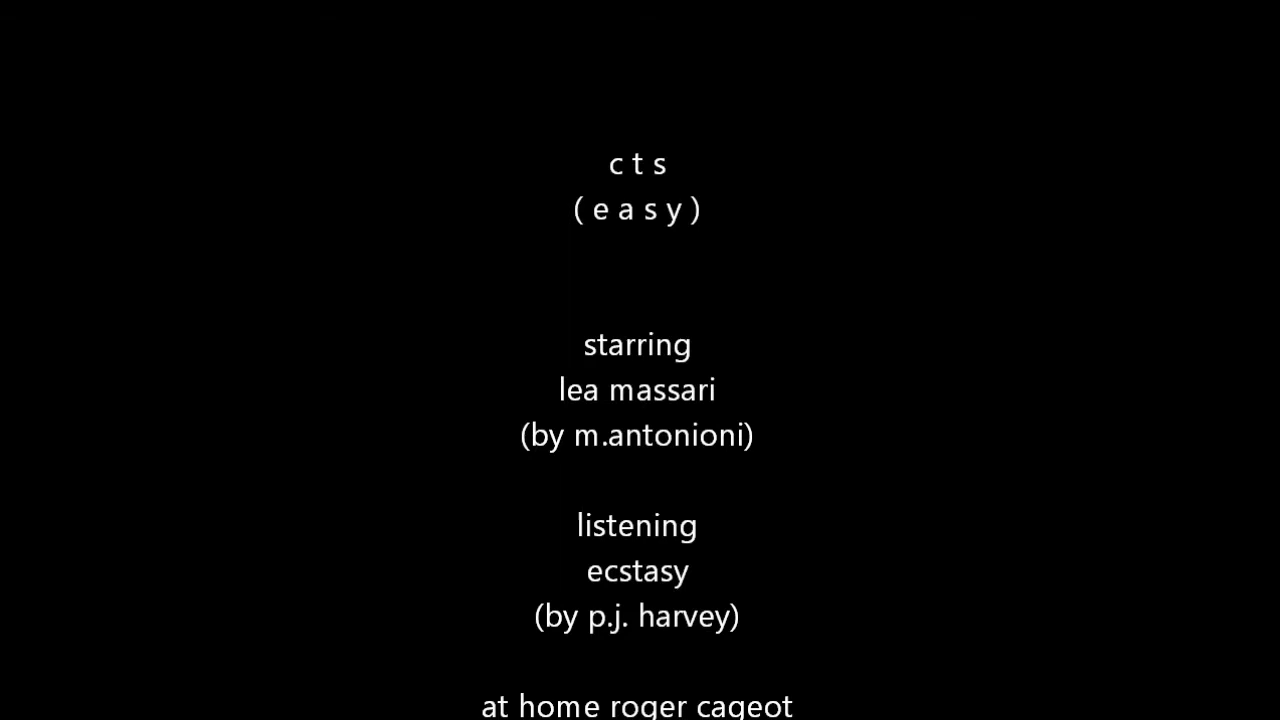 c t s
( e a s y )
starring
lea massari
(by m.antonioni)
listening
ecstasy
(by p.j. harvey)
at home roger cageot